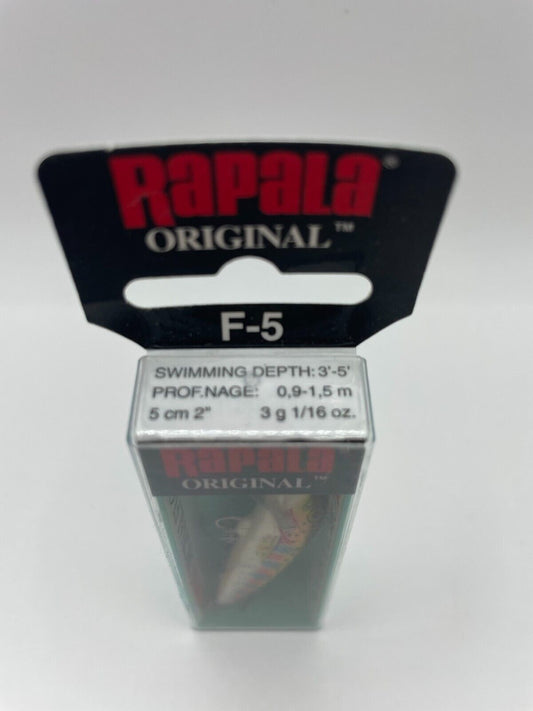 RAPALA®
ORIGINAL™
F-5
SWIMMING DEPTH: 3'-5'
PROF.NAGE: 0,9-1,5 m
5 cm 2" 3 g 1/16 oz.
RAPALA
ORIGINAL™